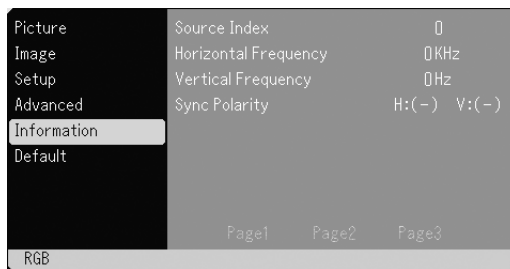 Picture
Image
Setup
Advanced
Information
Default
Source Index 0
Horizontal Frequency 0KHz
Vertical Frequency 0Hz
Sync Polarity H:(-) V:(-)
Page1 Page2 Page3
RGB